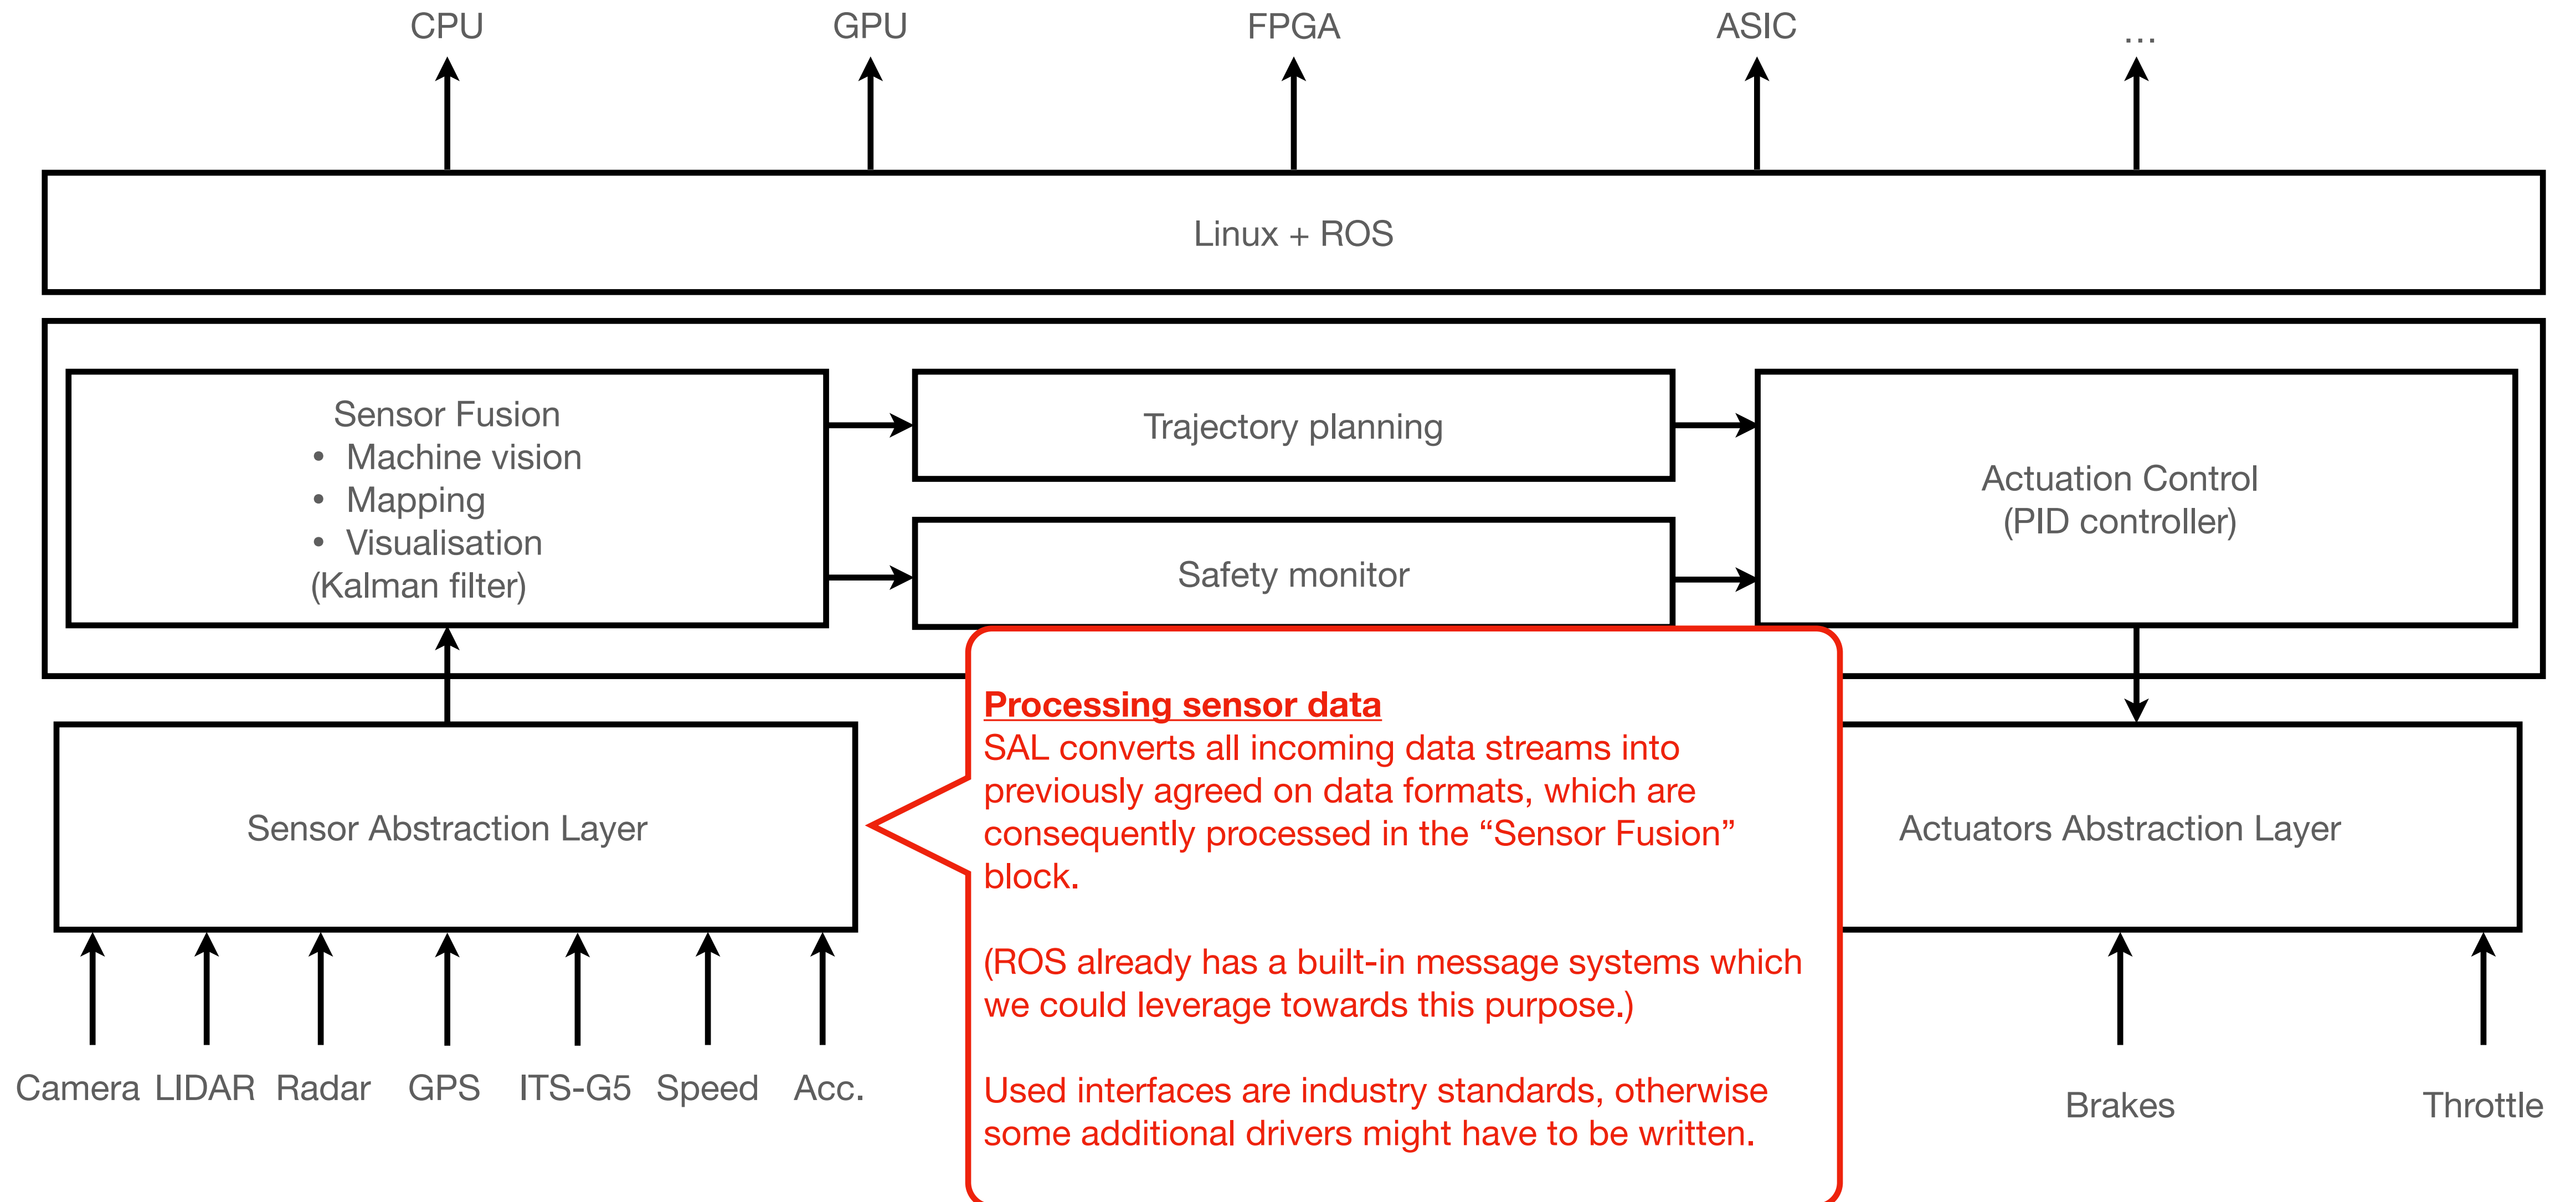 CPU
GPU
FPGA
ASIC
...
Linux + ROS
Sensor Fusion
• Machine vision
• Mapping
• Visualisation
(Kalman filter)
Trajectory planning
Safety monitor
Actuation Control
(PID controller)
Sensor Abstraction Layer
Processing sensor data
SAL converts all incoming data streams into
previously agreed on data formats, which are
consequently processed in the “Sensor Fusion”
block.
(ROS already has a built-in message systems which
we could leverage towards this purpose.)
Used interfaces are industry standards, otherwise
some additional drivers might have to be written.
Actuators Abstraction Layer
Camera
LIDAR
Radar
GPS
ITS-G5
Speed
Acc.
Brakes
Throttle